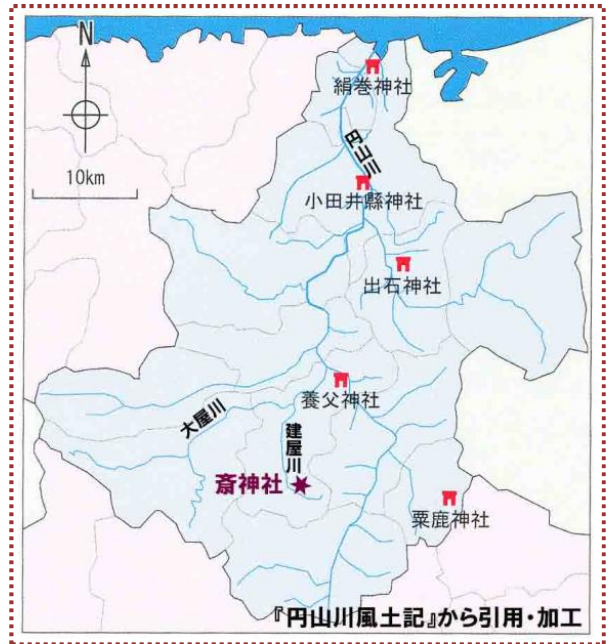 N
10km
絹巻神社
円山川
小田井縣神社
出石神社
養父神社
大屋川
建屋川
斎神社
粟鹿神社
『円山川風土記』から引用・加工